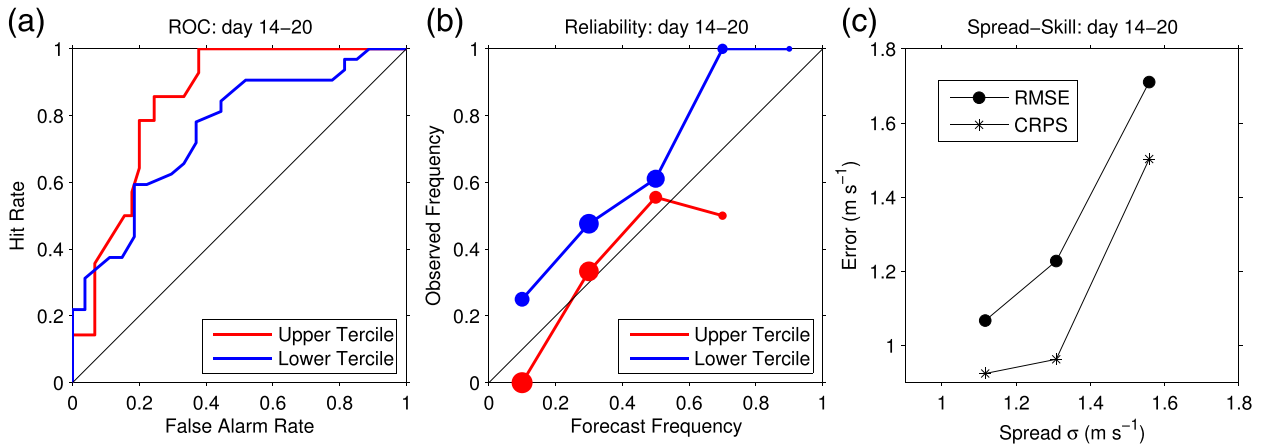 (a)
ROC: day 14–20
1
0.8
0.6
0.4
0.2
0
Hit Rate
0
0.2
0.4
0.6
0.8
1
False Alarm Rate
Upper Tercile
Lower Tercile
(b)
Reliability: day 14–20
1
0.8
0.6
0.4
0.2
0
Observed Frequency
0
0.2
0.4
0.6
0.8
1
Forecast Frequency
Upper Tercile
Lower Tercile
(c)
Spread–Skill: day 14–20
1.8
1.6
1.4
1.2
1
Error (m s⁻¹)
1
1.2
1.4
1.6
1.8
Spread σ (m s⁻¹)
RMSE
CRPS